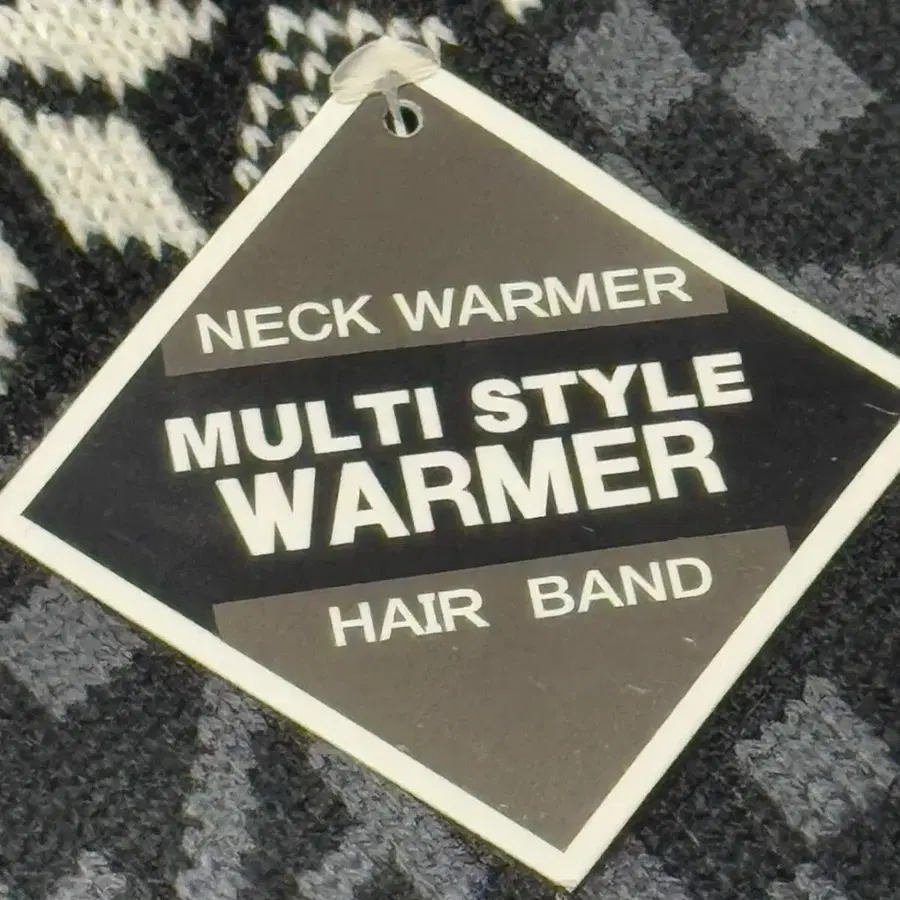 NECK WARMER
MULTI STYLE
WARMER
HAIR BAND